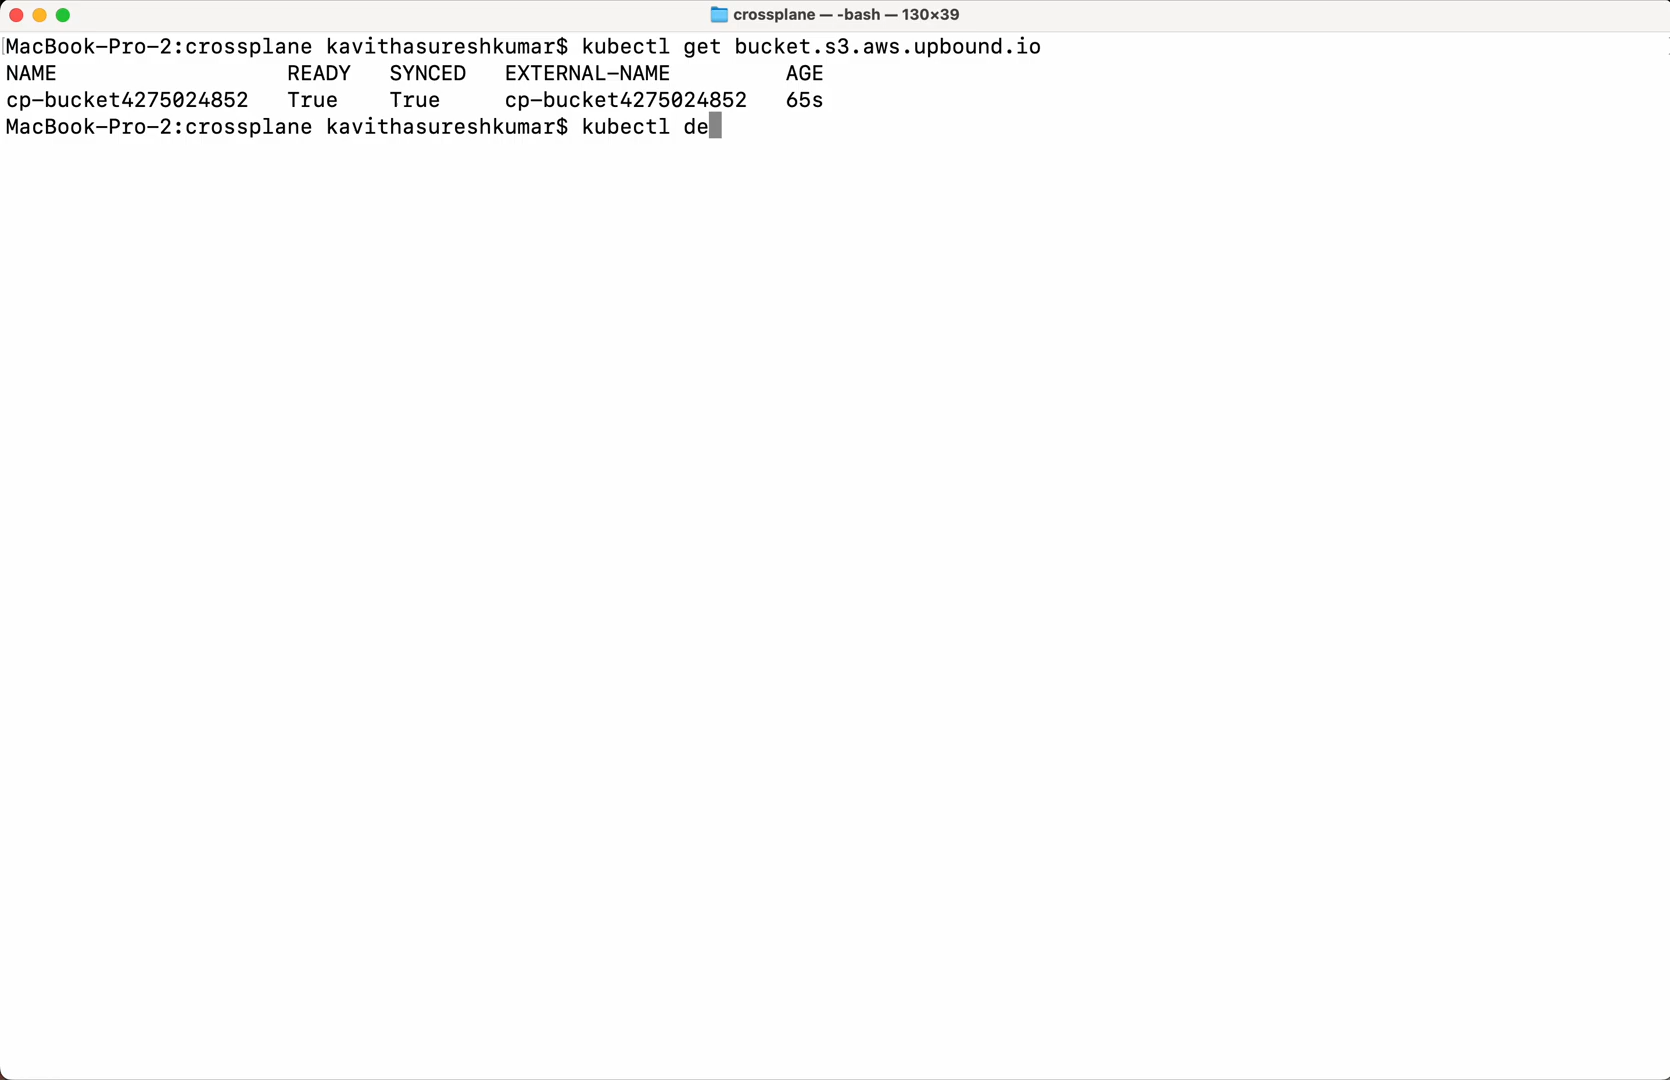 crossplane — -bash — 130×39
MacBook-Pro-2:crossplane kavithasureshkumar$ kubectl get bucket.s3.aws.upbound.io
NAME READY SYNCED EXTERNAL-NAME AGE
cp-bucket4275024852 True True cp-bucket4275024852 65s
MacBook-Pro-2:crossplane kavithasureshkumar$ kubectl de